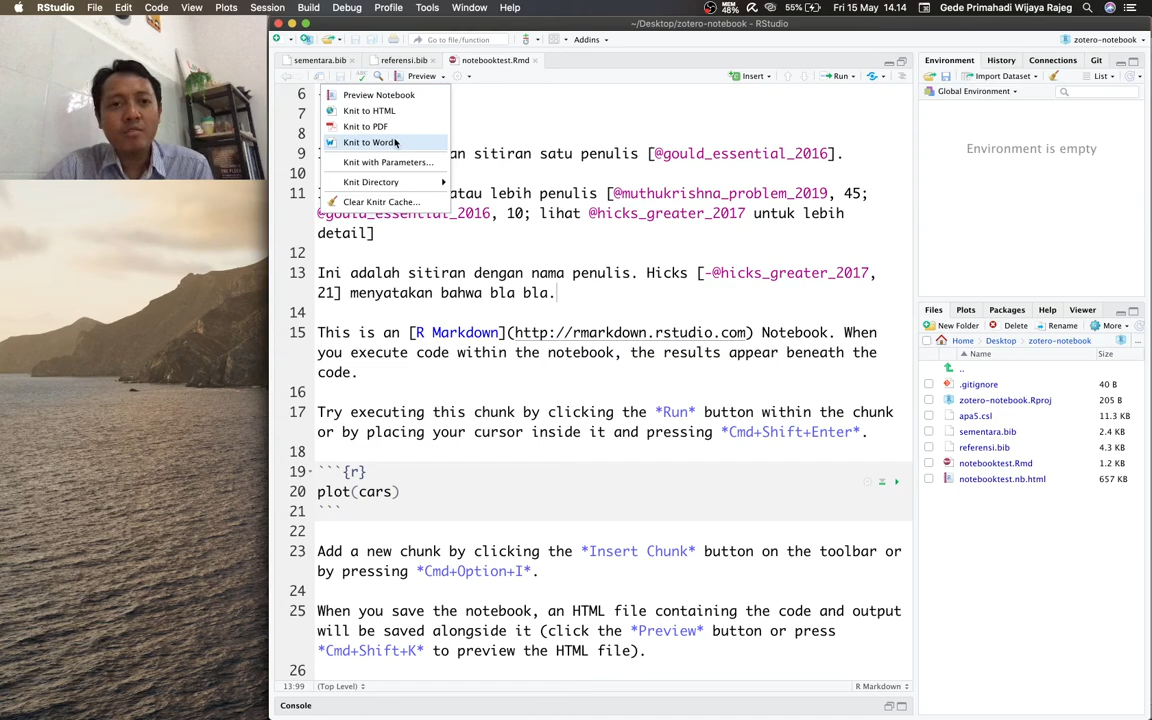 RStudio File Edit Code View Plots Session Build Debug Profile Tools Window Help MEM 48% 55% Fri 15 May 14.14 Gede Primahadi Wijaya Rajeg
~/Desktop/zotero-notebook - RStudio
Go to file/function Addins zotero-notebook
sementara.bib referensi.bib notebooktest.Rmd
Preview Insert Run
Preview Notebook
Knit to HTML
Knit to PDF
Knit to Word
Knit with Parameters...
Knit Directory
Clear Knitr Cache...
6
7
8
9 an sitiran satu penulis [@gould_essential_2016].
10
11 atau lebih penulis [@muthukrishna_problem_2019, 45;
@gould_essential_2016, 10; lihat @hicks_greater_2017 untuk lebih
detail]
12
13 Ini adalah sitiran dengan nama penulis. Hicks [-@hicks_greater_2017,
21] menyatakan bahwa bla bla.
14
15 This is an [R Markdown](http://rmarkdown.rstudio.com) Notebook. When
you execute code within the notebook, the results appear beneath the
code.
16
17 Try executing this chunk by clicking the *Run* button within the chunk
or by placing your cursor inside it and pressing *Cmd+Shift+Enter*.
18
19 ```{r}
20 plot(cars)
21 ```
22
23 Add a new chunk by clicking the *Insert Chunk* button on the toolbar or
by pressing *Cmd+Option+I*.
24
25 When you save the notebook, an HTML file containing the code and output
will be saved alongside it (click the *Preview* button or press
*Cmd+Shift+K* to preview the HTML file).
26
13:99 (Top Level) R Markdown
Console
Environment History Connections Git
Import Dataset List
Global Environment
Environment is empty
Files Plots Packages Help Viewer
New Folder Delete Rename More
Home Desktop zotero-notebook
Name Size
..
.gitignore 40 B
zotero-notebook.Rproj 205 B
apa5.csl 11.3 KB
sementara.bib 2.4 KB
referensi.bib 4.3 KB
notebooktest.Rmd 1.2 KB
notebooktest.nb.html 657 KB